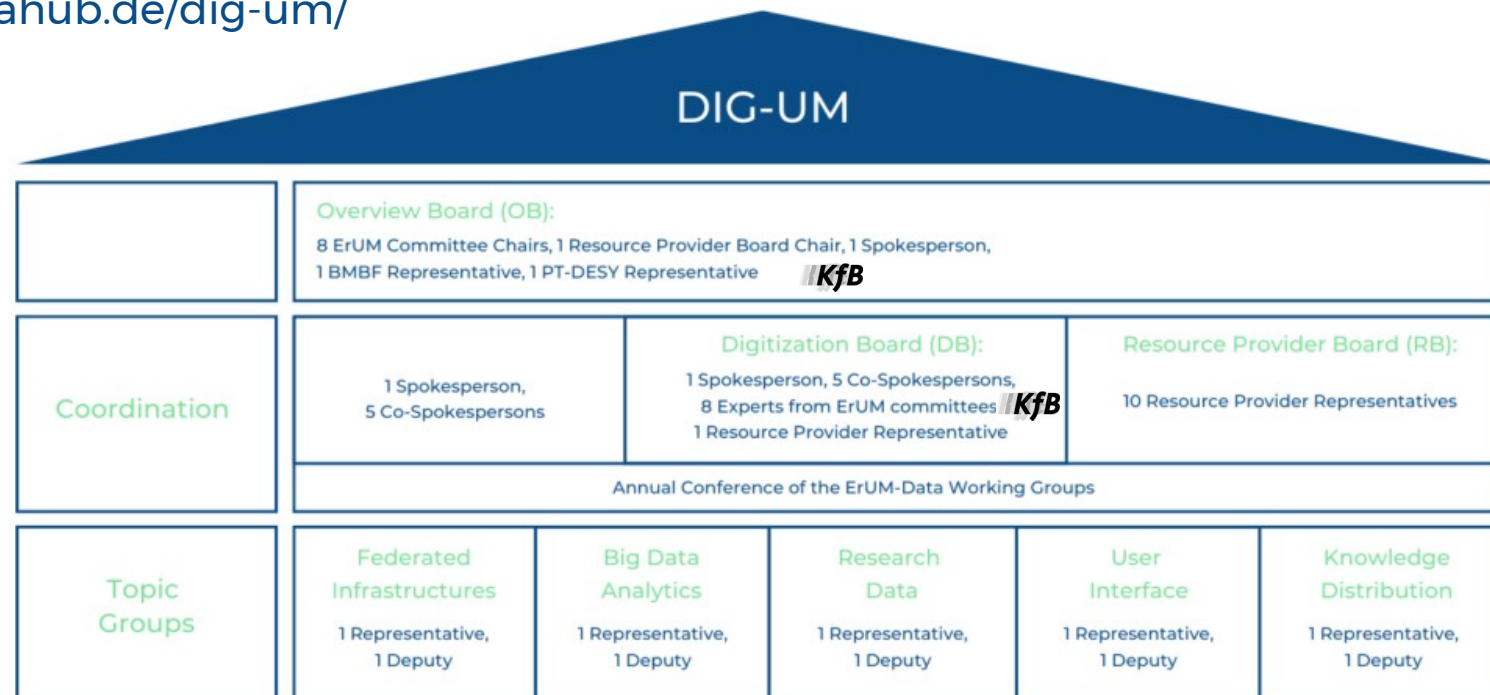 ahub.de/dig-um/
DIG-UM
Overview Board (OB):
8 ErUM Committee Chairs, 1 Resource Provider Board Chair, 1 Spokesperson,
1 BMBF Representative, 1 PT-DESY Representative
KfB
Coordination
1 Spokesperson,
5 Co-Spokespersons
Digitization Board (DB):
1 Spokesperson, 5 Co-Spokespersons,
8 Experts from ErUM committees
KfB
1 Resource Provider Representative
Resource Provider Board (RB):
10 Resource Provider Representatives
Annual Conference of the ErUM-Data Working Groups
Topic
Groups
Federated
Infrastructures
1 Representative,
1 Deputy
Big Data
Analytics
1 Representative,
1 Deputy
Research
Data
1 Representative,
1 Deputy
User
Interface
1 Representative,
1 Deputy
Knowledge
Distribution
1 Representative,
1 Deputy